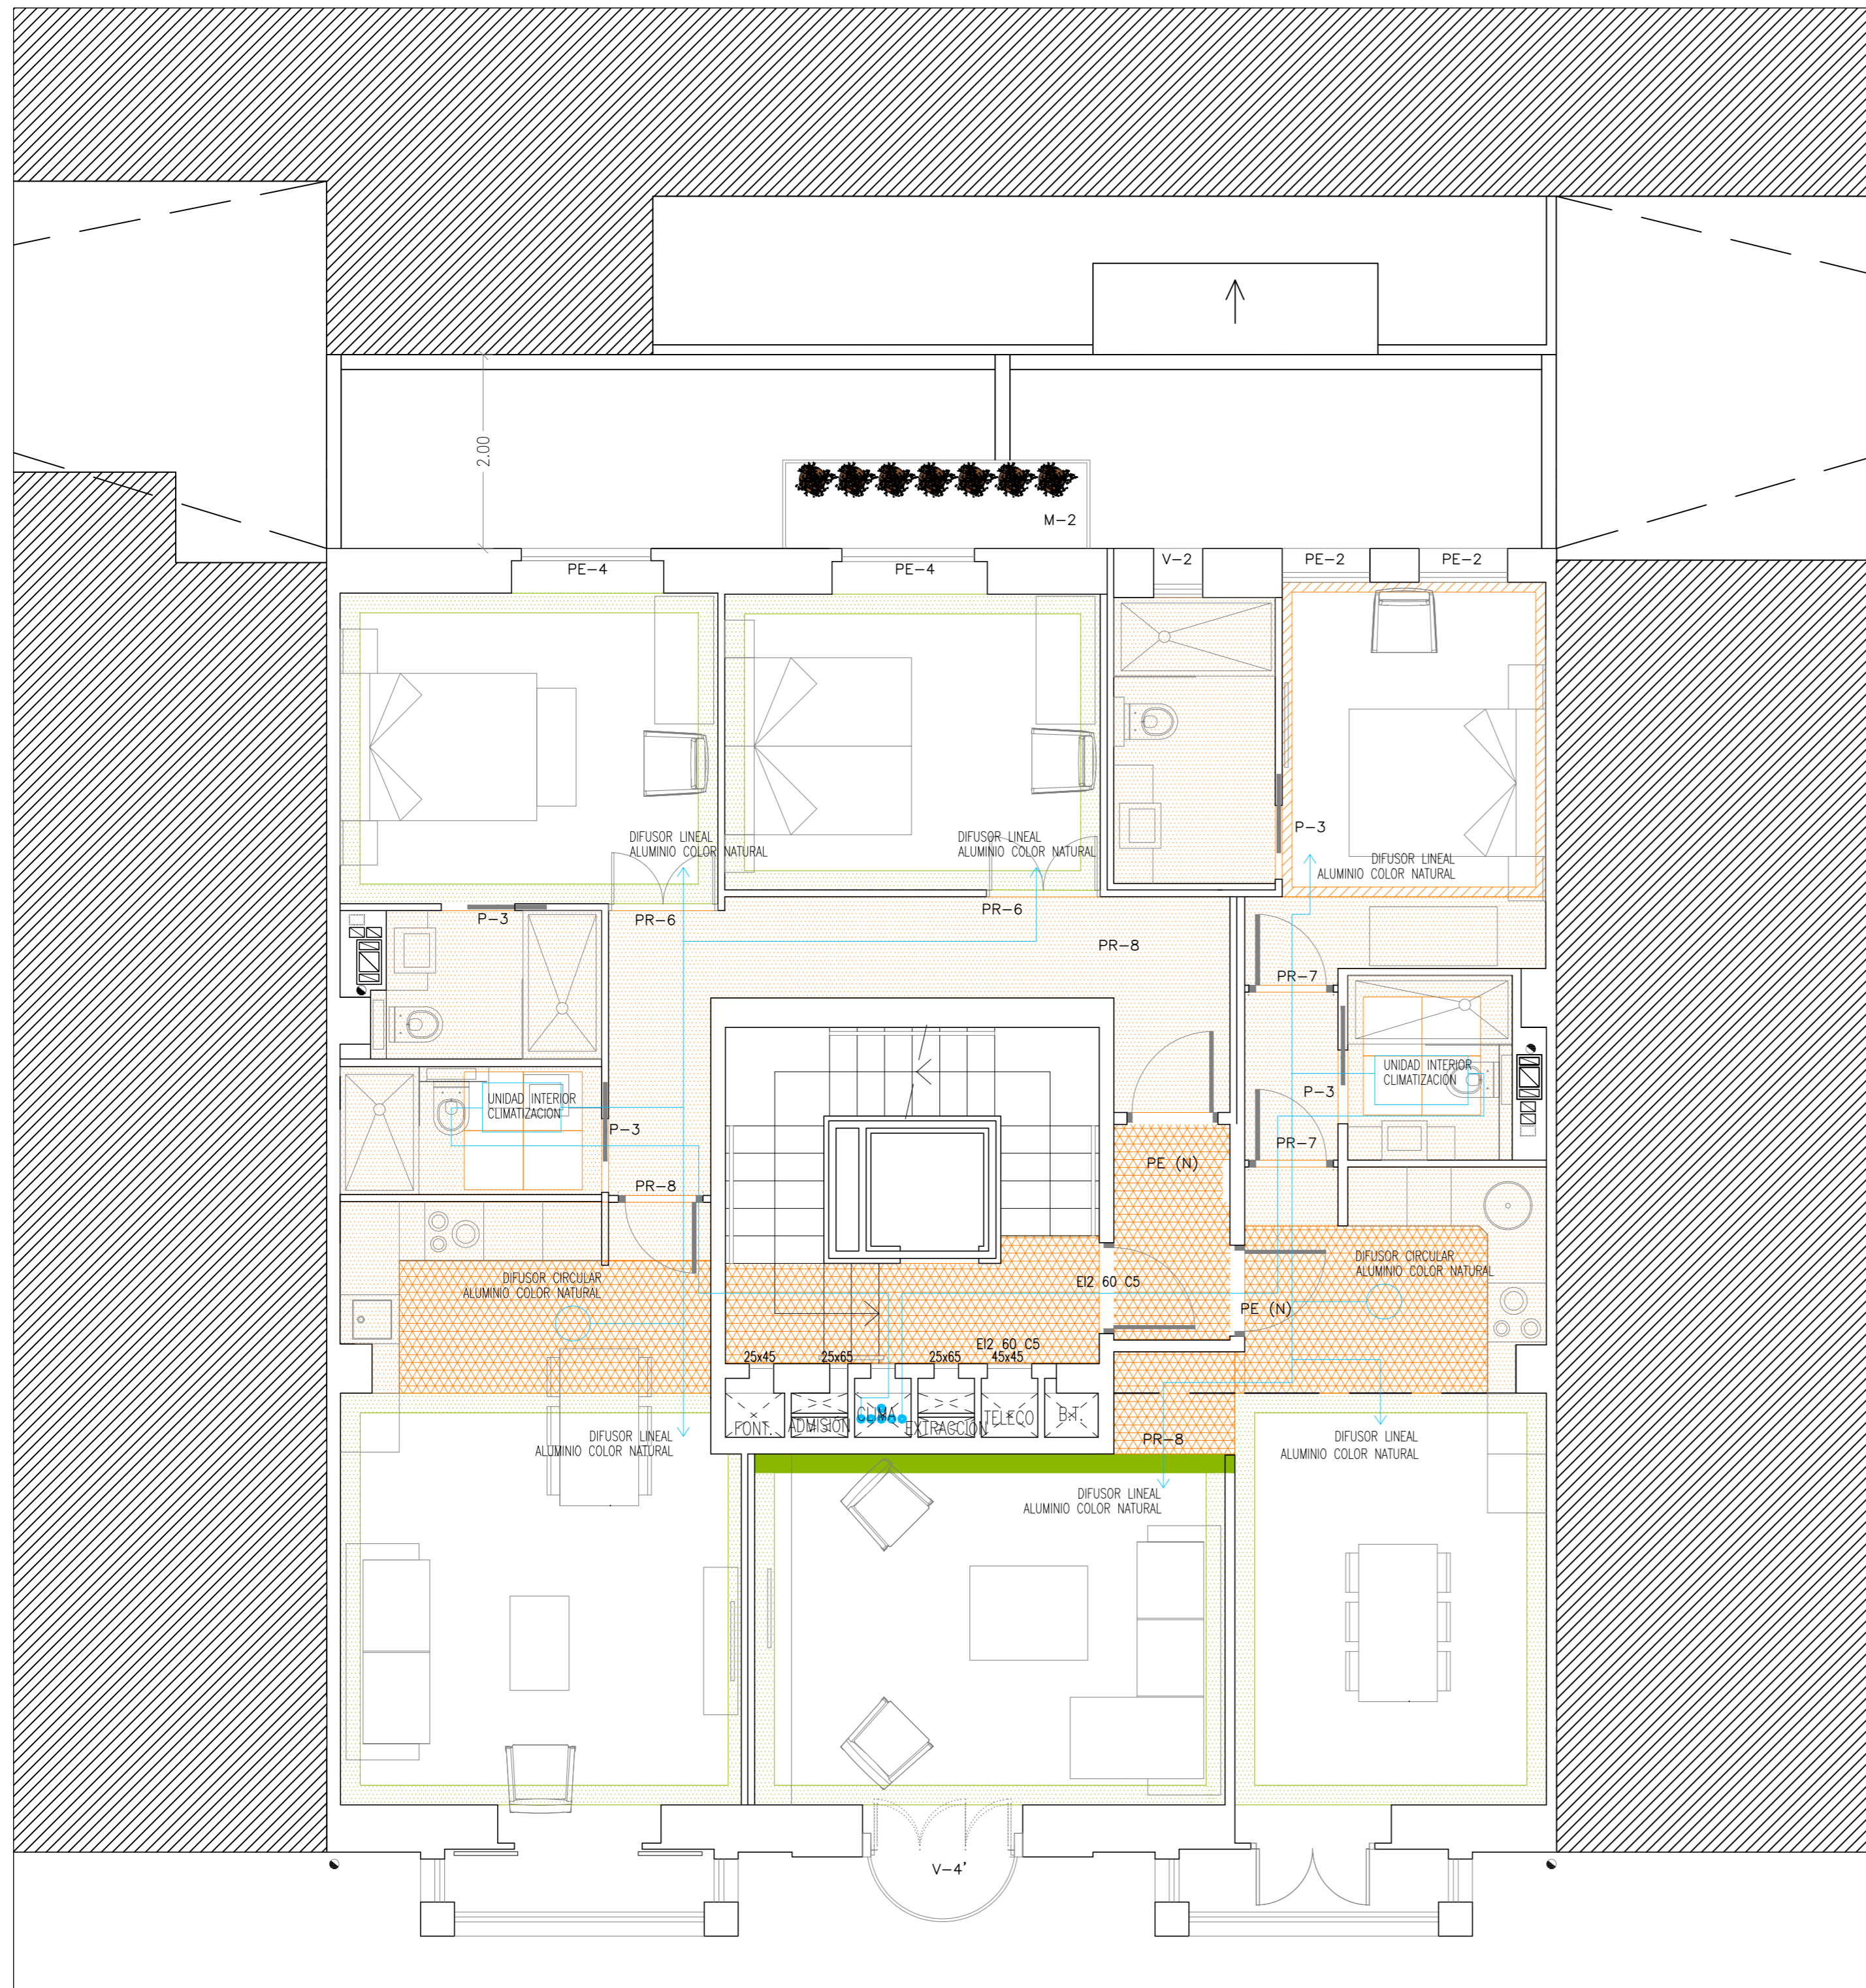 2.00
M-2
PE-4
PE-4
V-2
PE-2
PE-2
P-3
DIFUSOR LINEAL
ALUMINIO COLOR NATURAL
DIFUSOR LINEAL
ALUMINIO COLOR NATURAL
DIFUSOR LINEAL
ALUMINIO COLOR NATURAL
P-3
PR-6
PR-6
PR-8
PR-7
UNIDAD INTERIOR
CLIMATIZACION
UNIDAD INTERIOR
CLIMATIZACION
P-3
P-3
PR-7
PE (N)
PR-8
DIFUSOR CIRCULAR
ALUMINIO COLOR NATURAL
EI2 60 C5
DIFUSOR CIRCULAR
ALUMINIO COLOR NATURAL
PE (N)
EI2 60 C5
25x45
25x65
25x65
45x45
FONT.
ADMISION
CLIMA
EXTRACCION
TELECO
B.T.
DIFUSOR LINEAL
ALUMINIO COLOR NATURAL
PR-8
DIFUSOR LINEAL
ALUMINIO COLOR NATURAL
DIFUSOR LINEAL
ALUMINIO COLOR NATURAL
V-4'